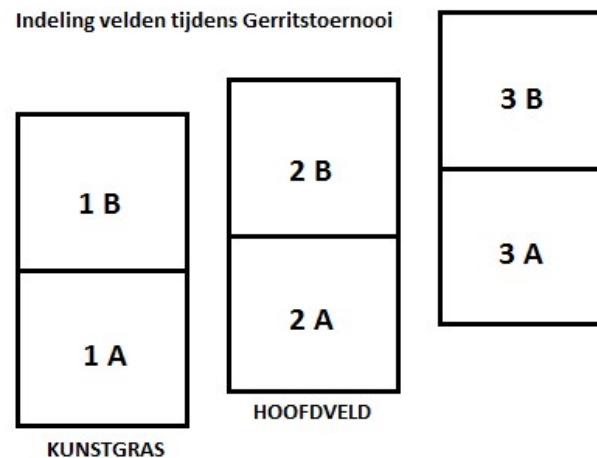 Indeling velden tijdens Gerritstoernooi
3 B
2 B
1 B
3 A
2 A
1 A
HOOFDVELD
KUNSTGRAS